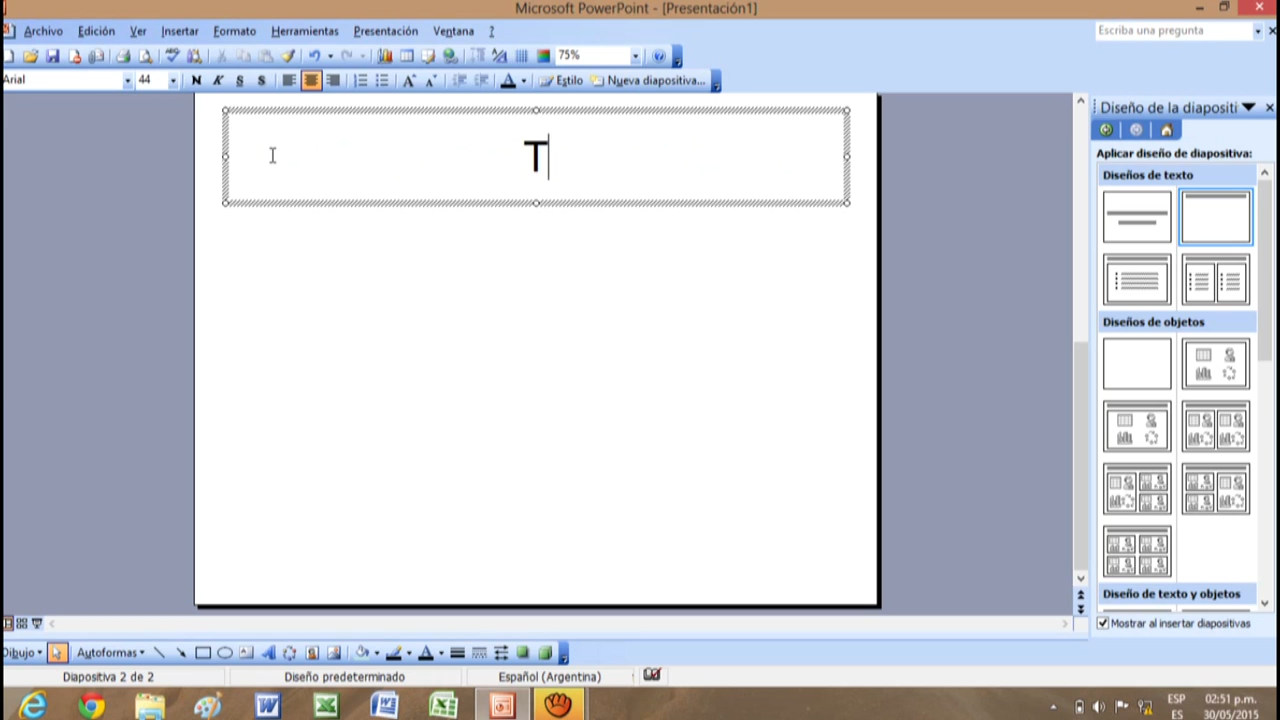 Microsoft PowerPoint - [Presentación1]
Archivo Edición Ver Insertar Formato Herramientas Presentación Ventana ? Escriba una pregunta
75%
Arial 44 N K S S Estilo Nueva diapositiva...
Diseño de la diapositi
Aplicar diseño de diapositiva:
Diseños de texto
T
Diseños de objetos
Diseño de texto y objetos
Mostrar al insertar diapositivas
Dibujo Autoformas
Diapositiva 2 de 2 Diseño predeterminado Español (Argentina)
ESP 02:51 p.m.
ES 30/05/2015